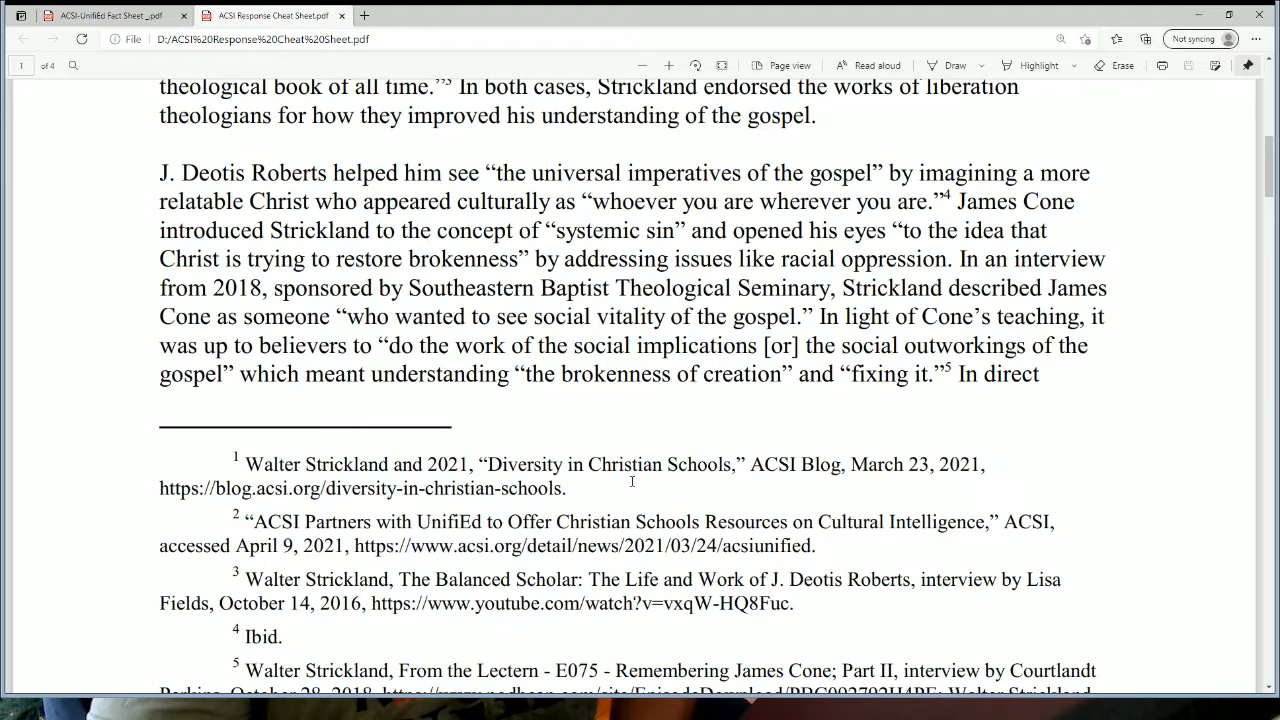 ACSI-UnifiEd Fact Sheet _.pdf
ACSI Response Cheat Sheet.pdf
File D:/ACSI%20Response%20Cheat%20Sheet.pdf
Not syncing
1 of 4
Page view
Read aloud
Draw
Highlight
Erase
theological book of all time.”3 In both cases, Strickland endorsed the works of liberation
theologians for how they improved his understanding of the gospel.
J. Deotis Roberts helped him see “the universal imperatives of the gospel” by imagining a more
relatable Christ who appeared culturally as “whoever you are wherever you are.”4 James Cone
introduced Strickland to the concept of “systemic sin” and opened his eyes “to the idea that
Christ is trying to restore brokenness” by addressing issues like racial oppression. In an interview
from 2018, sponsored by Southeastern Baptist Theological Seminary, Strickland described James
Cone as someone “who wanted to see social vitality of the gospel.” In light of Cone’s teaching, it
was up to believers to “do the work of the social implications [or] the social outworkings of the
gospel” which meant understanding “the brokenness of creation” and “fixing it.”5 In direct
1 Walter Strickland and 2021, “Diversity in Christian Schools,” ACSI Blog, March 23, 2021,
https://blog.acsi.org/diversity-in-christian-schools.
2 “ACSI Partners with UnifiEd to Offer Christian Schools Resources on Cultural Intelligence,” ACSI,
accessed April 9, 2021, https://www.acsi.org/detail/news/2021/03/24/acsiunified.
3 Walter Strickland, The Balanced Scholar: The Life and Work of J. Deotis Roberts, interview by Lisa
Fields, October 14, 2016, https://www.youtube.com/watch?v=vxqW-HQ8Fuc.
4 Ibid.
5 Walter Strickland, From the Lectern - E075 - Remembering James Cone; Part II, interview by Courtlandt
Perkins, October 28, 2018
Walter Strickland